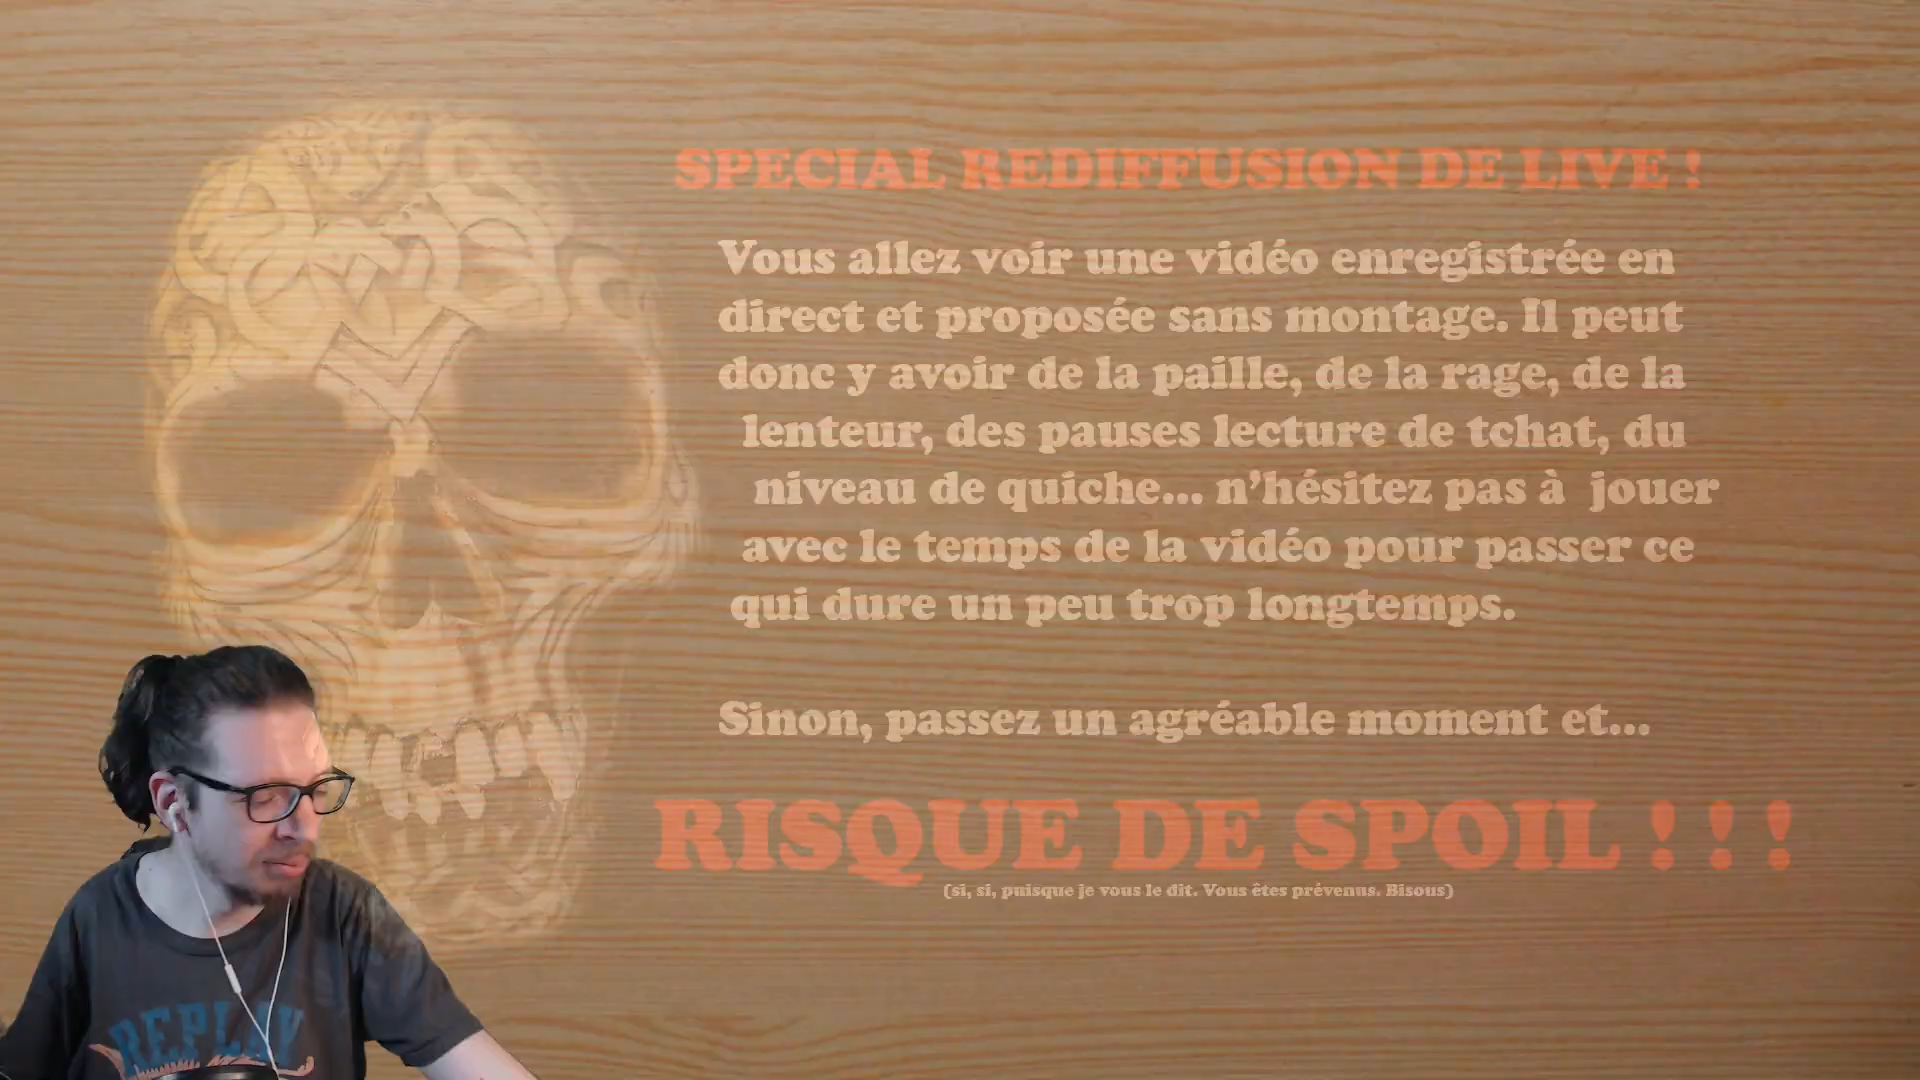 SPECIAL REDIFFUSION DE LIVE !
Vous allez voir une vidéo enregistrée en
direct et proposée sans montage. Il peut
donc y avoir de la paille, de la rage, de la
lenteur, des pauses lecture de tchat, du
niveau de quiche... n’hésitez pas à jouer
avec le temps de la vidéo pour passer ce
qui dure un peu trop longtemps.
Sinon, passez un agréable moment et...
RISQUE DE SPOIL ! ! !
(si, si, puisque je vous le dit. Vous êtes prévenus. Bisous)
REPLAY